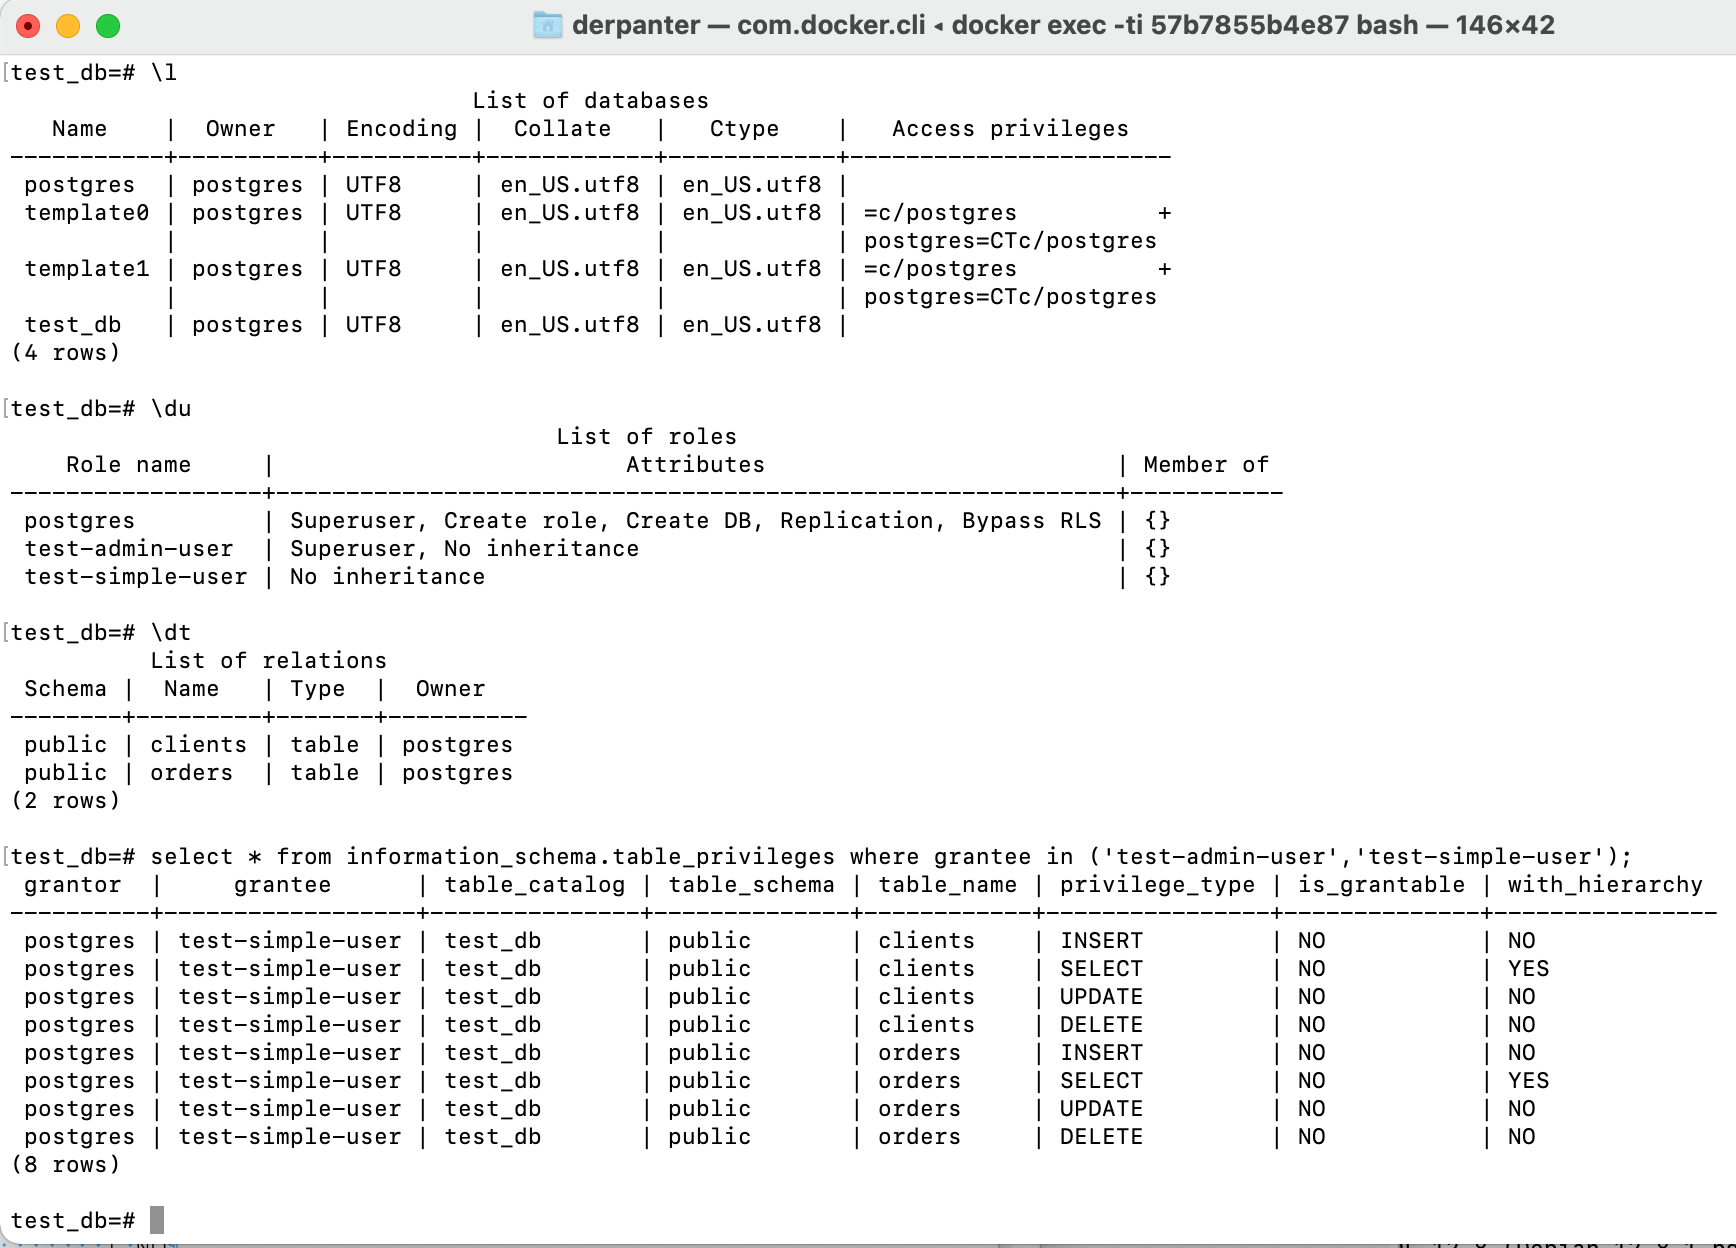 derpanter — com.docker.cli ◂ docker exec -ti 57b7855b4e87 bash — 146×42
test_db=# \l
                                 List of databases
   Name    |  Owner   | Encoding |  Collate   |   Ctype    |   Access privileges
-----------+----------+----------+------------+------------+-----------------------
 postgres  | postgres | UTF8     | en_US.utf8 | en_US.utf8 |
 template0 | postgres | UTF8     | en_US.utf8 | en_US.utf8 | =c/postgres          +
           |          |          |            |            | postgres=CTc/postgres
 template1 | postgres | UTF8     | en_US.utf8 | en_US.utf8 | =c/postgres          +
           |          |          |            |            | postgres=CTc/postgres
 test_db   | postgres | UTF8     | en_US.utf8 | en_US.utf8 |
(4 rows)
test_db=# \du
                                       List of roles
    Role name     |                         Attributes                         | Member of
------------------+------------------------------------------------------------+-----------
 postgres         | Superuser, Create role, Create DB, Replication, Bypass RLS | {}
 test-admin-user  | Superuser, No inheritance                                  | {}
 test-simple-user | No inheritance                                             | {}
test_db=# \dt
          List of relations
 Schema |  Name   | Type  |  Owner
--------+---------+-------+----------
 public | clients | table | postgres
 public | orders  | table | postgres
(2 rows)
test_db=# select * from information_schema.table_privileges where grantee in ('test-admin-user','test-simple-user');
 grantor  |     grantee      | table_catalog | table_schema | table_name | privilege_type | is_grantable | with_hierarchy
----------+------------------+---------------+--------------+------------+----------------+--------------+----------------
 postgres | test-simple-user | test_db       | public       | clients    | INSERT         | NO           | NO
 postgres | test-simple-user | test_db       | public       | clients    | SELECT         | NO           | YES
 postgres | test-simple-user | test_db       | public       | clients    | UPDATE         | NO           | NO
 postgres | test-simple-user | test_db       | public       | clients    | DELETE         | NO           | NO
 postgres | test-simple-user | test_db       | public       | orders     | INSERT         | NO           | NO
 postgres | test-simple-user | test_db       | public       | orders     | SELECT         | NO           | YES
 postgres | test-simple-user | test_db       | public       | orders     | UPDATE         | NO           | NO
 postgres | test-simple-user | test_db       | public       | orders     | DELETE         | NO           | NO
(8 rows)
test_db=#